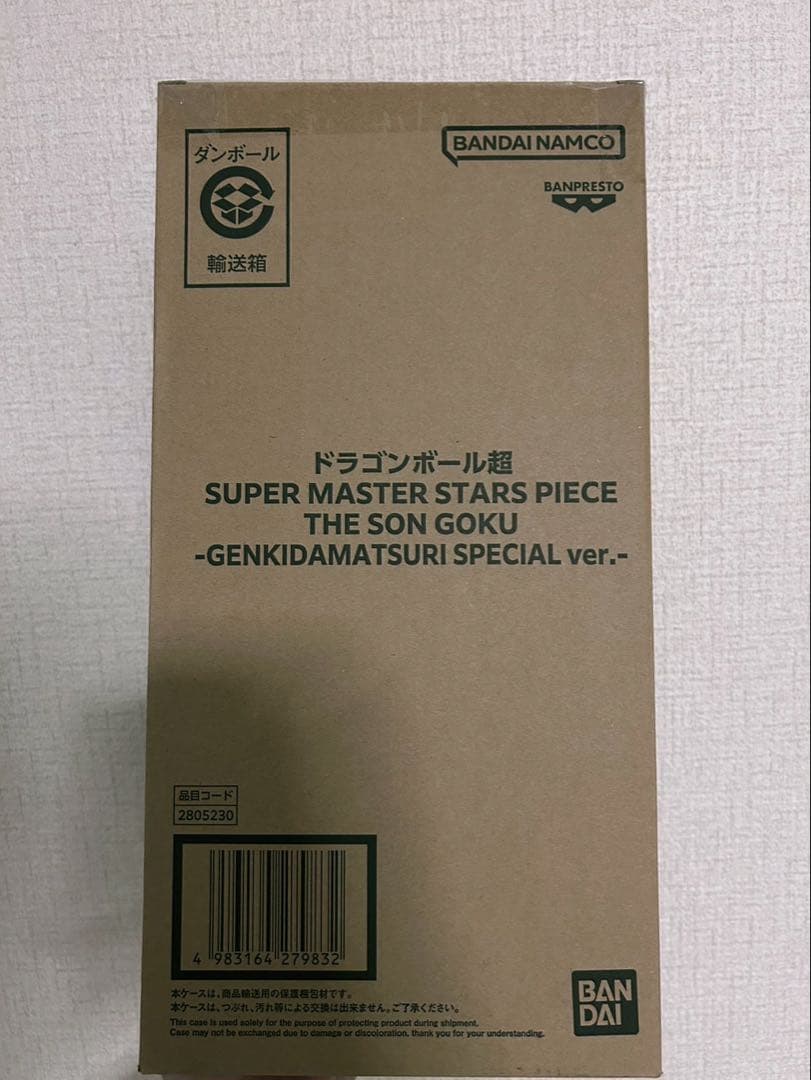 ダンボール
輸送箱
BANDAI NAMCO
BANPRESTO
ドラゴンボール超
SUPER MASTER STARS PIECE
THE SON GOKU
-GENKIDAMATSURI SPECIAL ver.-
品目コード
2805230
4 983164 279832
本ケースは、商品輸送用の保護梱包材です。
本ケースは、つぶれ、汚れ等による交換は出来ません。ご了承ください。
This case is used solely for the purpose of protecting product during shipment.
Case may not be exchanged due to damage or discoloration, thank you for your understanding.
BAN
DAI